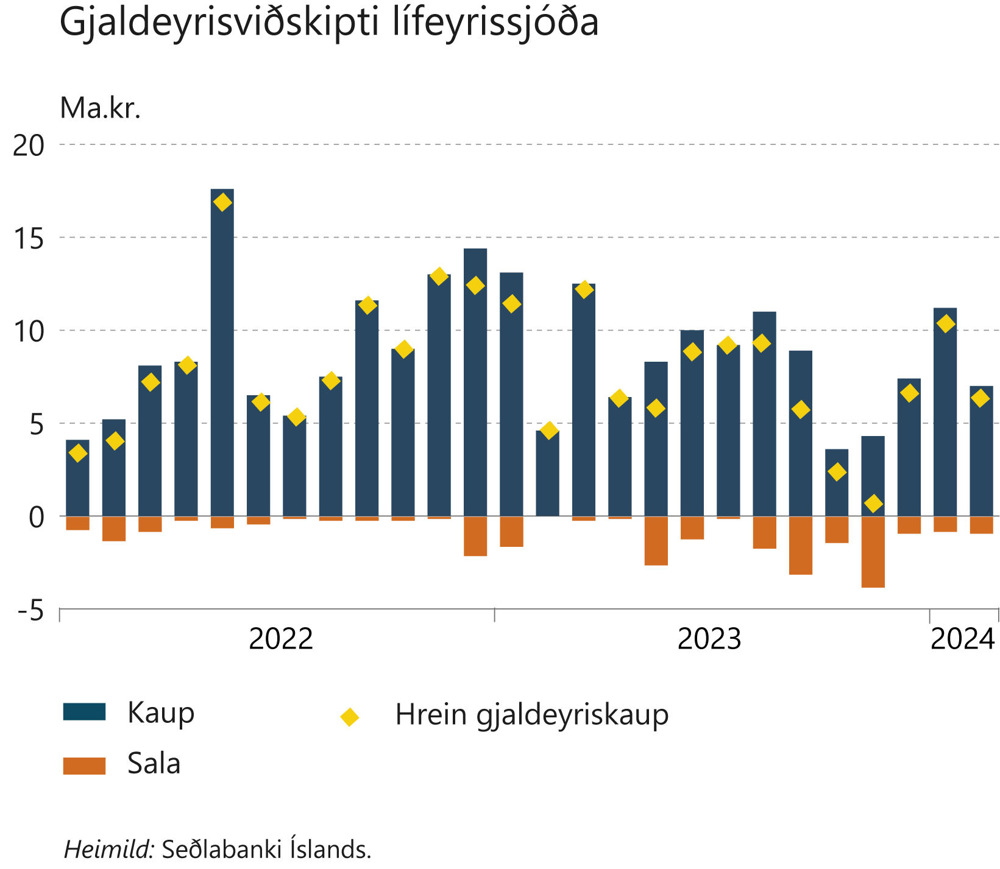 Gjaldeyrisviðskipti lífeyrissjóða
Ma.kr.
20
15
10
5
0
-5
2022 2023 2024
Kaup Hrein gjaldeyriskaup
Sala
Heimild: Seðlabanki Íslands.